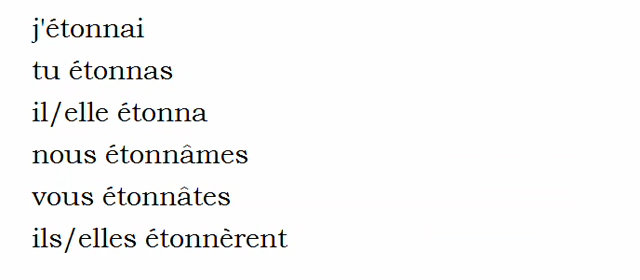 j'étonnai
tu étonnas
il/elle étonna
nous étonnâmes
vous étonnâtes
ils/elles étonnèrent